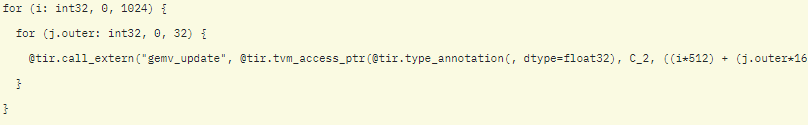 for (i: int32, 0, 1024) {
for (j.outer: int32, 0, 32) {
@tir.call_extern("gemv_update", @tir.tvm_access_ptr(@tir.type_annotation(, dtype=float32), C_2, ((i*512) + (j.outer*16
}
}